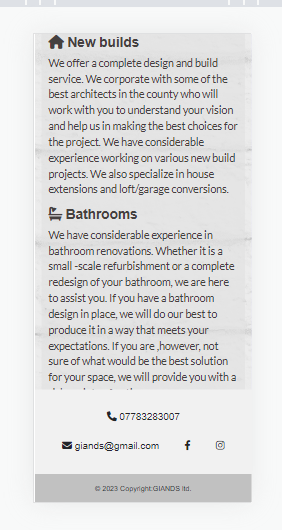 New builds
We offer a complete design and build
service. We corporate with some of the
best architects in the county who will
work with you to understand your vision
and help us in making the best choices for
the project. We have considerable
experience working on various new build
projects. We also specialize in house
extensions and loft/garage conversions.
Bathrooms
We have considerable experience in
bathroom renovations. Whether it is a
small -scale refurbishment or a complete
redesign of your bathroom, we are here
to assist you. If you have a bathroom
design in place, we will do our best to
produce it in a way that meets your
expectations. If you are ,however, not
sure of what would be the best solution
for your space, we will provide you with a
07783283007
giands@gmail.com
© 2023 Copyright:GIANDS ltd.